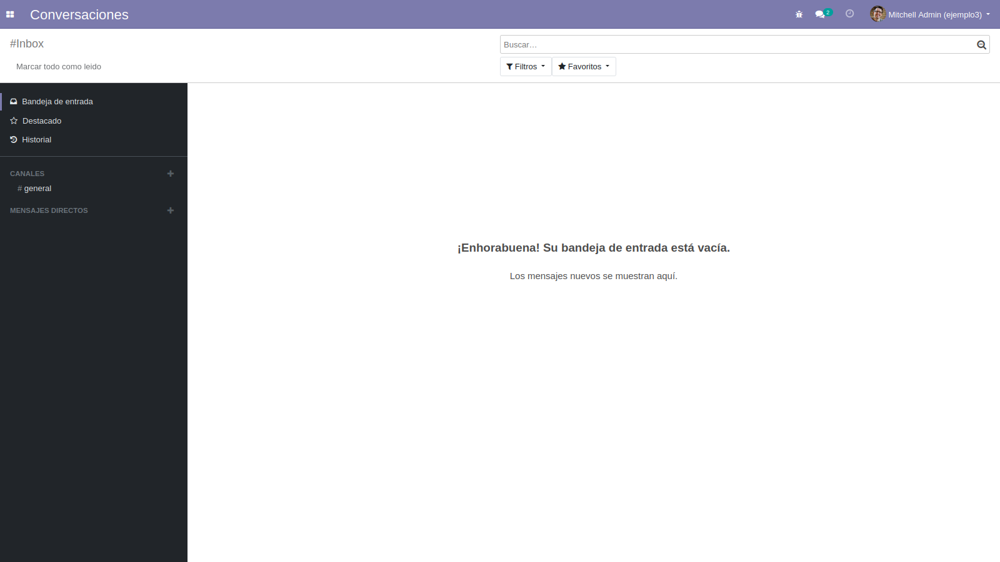 Conversaciones
2
Mitchell Admin (ejemplo3)
#Inbox
Buscar...
Marcar todo como leido
Filtros
Favoritos
Bandeja de entrada
Destacado
Historial
CANALES
# general
MENSAJES DIRECTOS
¡Enhorabuena! Su bandeja de entrada está vacía.
Los mensajes nuevos se muestran aquí.